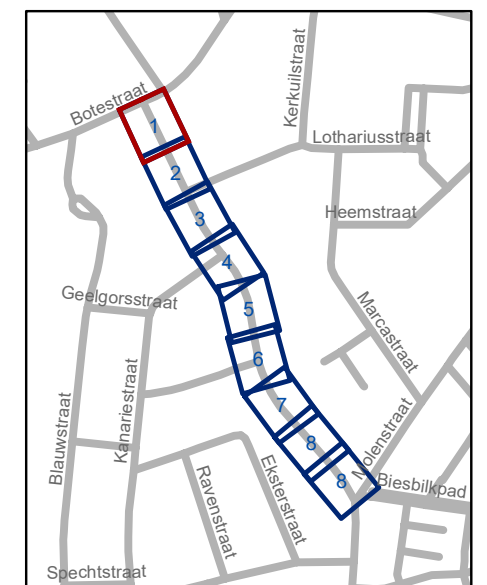 Botestraat
Kerkuilstraat
Lothariusstraat
1
2
3
Heemstraat
4
Geelgorsstraat
5
Marcastraat
6
Kanariestraat
Blauwstraat
7
Molenstraat
8
Eksterstraat
Ravenstraat
8
Biesbilkpad
Spechtstraat